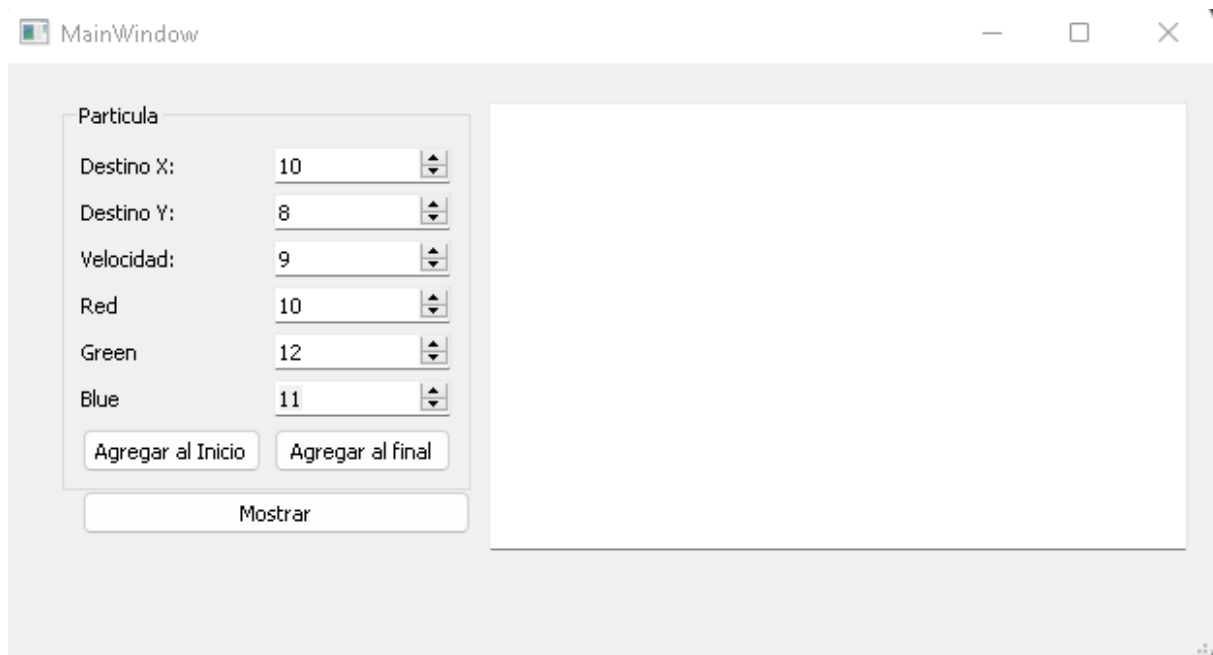 MainWindow
Particula
Destino X: 10
Destino Y: 8
Velocidad: 9
Red 10
Green 12
Blue 11
Agregar al Inicio Agregar al final
Mostrar